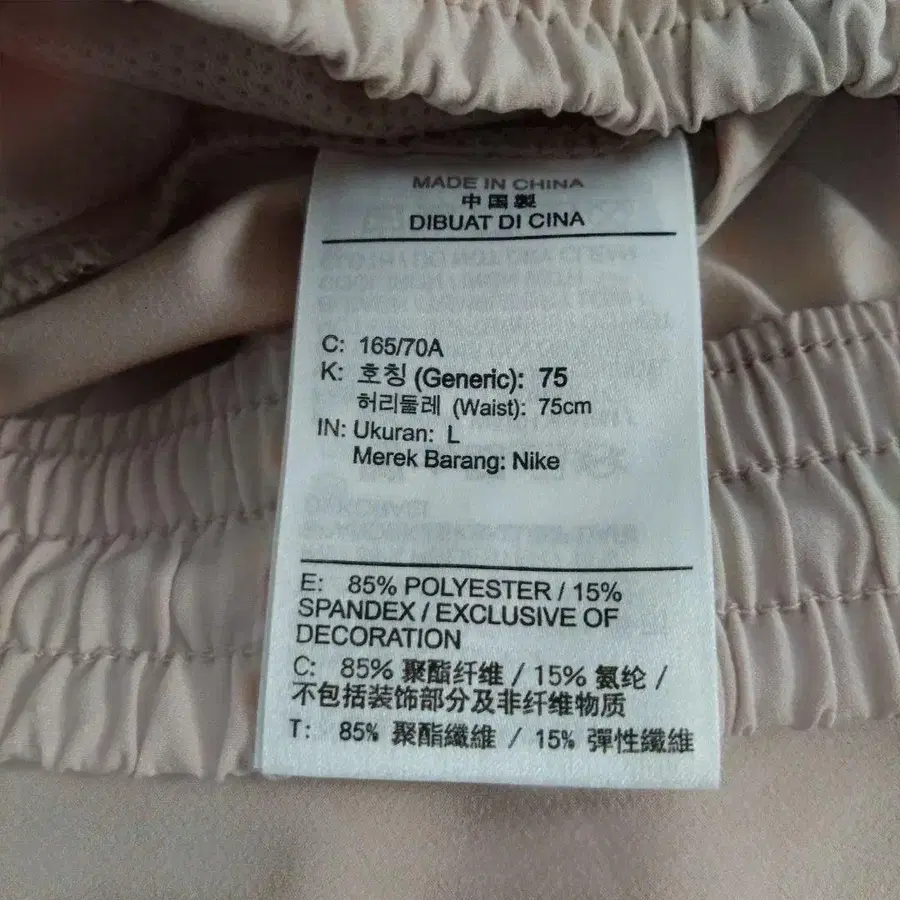 MADE IN CHINA
中国製
DIBUAT DI CINA
C: 165/70A
K: 호칭 (Generic): 75
허리둘레 (Waist): 75cm
IN: Ukuran: L
Merek Barang: Nike
E: 85% POLYESTER / 15%
SPANDEX / EXCLUSIVE OF
DECORATION
C: 85% 聚酯纤维 / 15% 氨纶 /
不包括装饰部分及非纤维物质
T: 85% 聚酯纖維 / 15% 彈性纖維